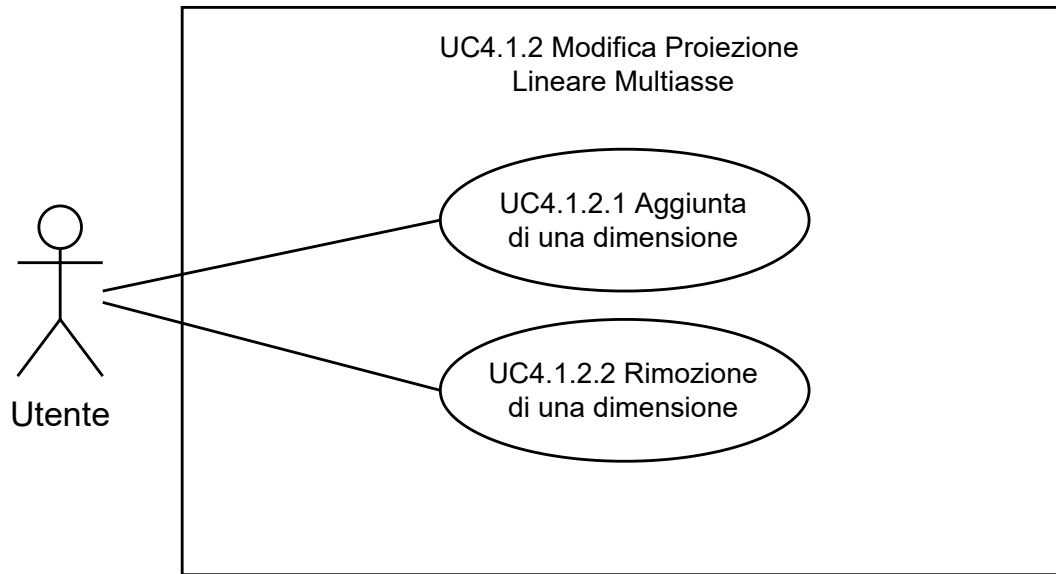 UC4.1.2 Modifica Proiezione
Lineare Multiasse
UC4.1.2.1 Aggiunta
di una dimensione
UC4.1.2.2 Rimozione
di una dimensione
Utente